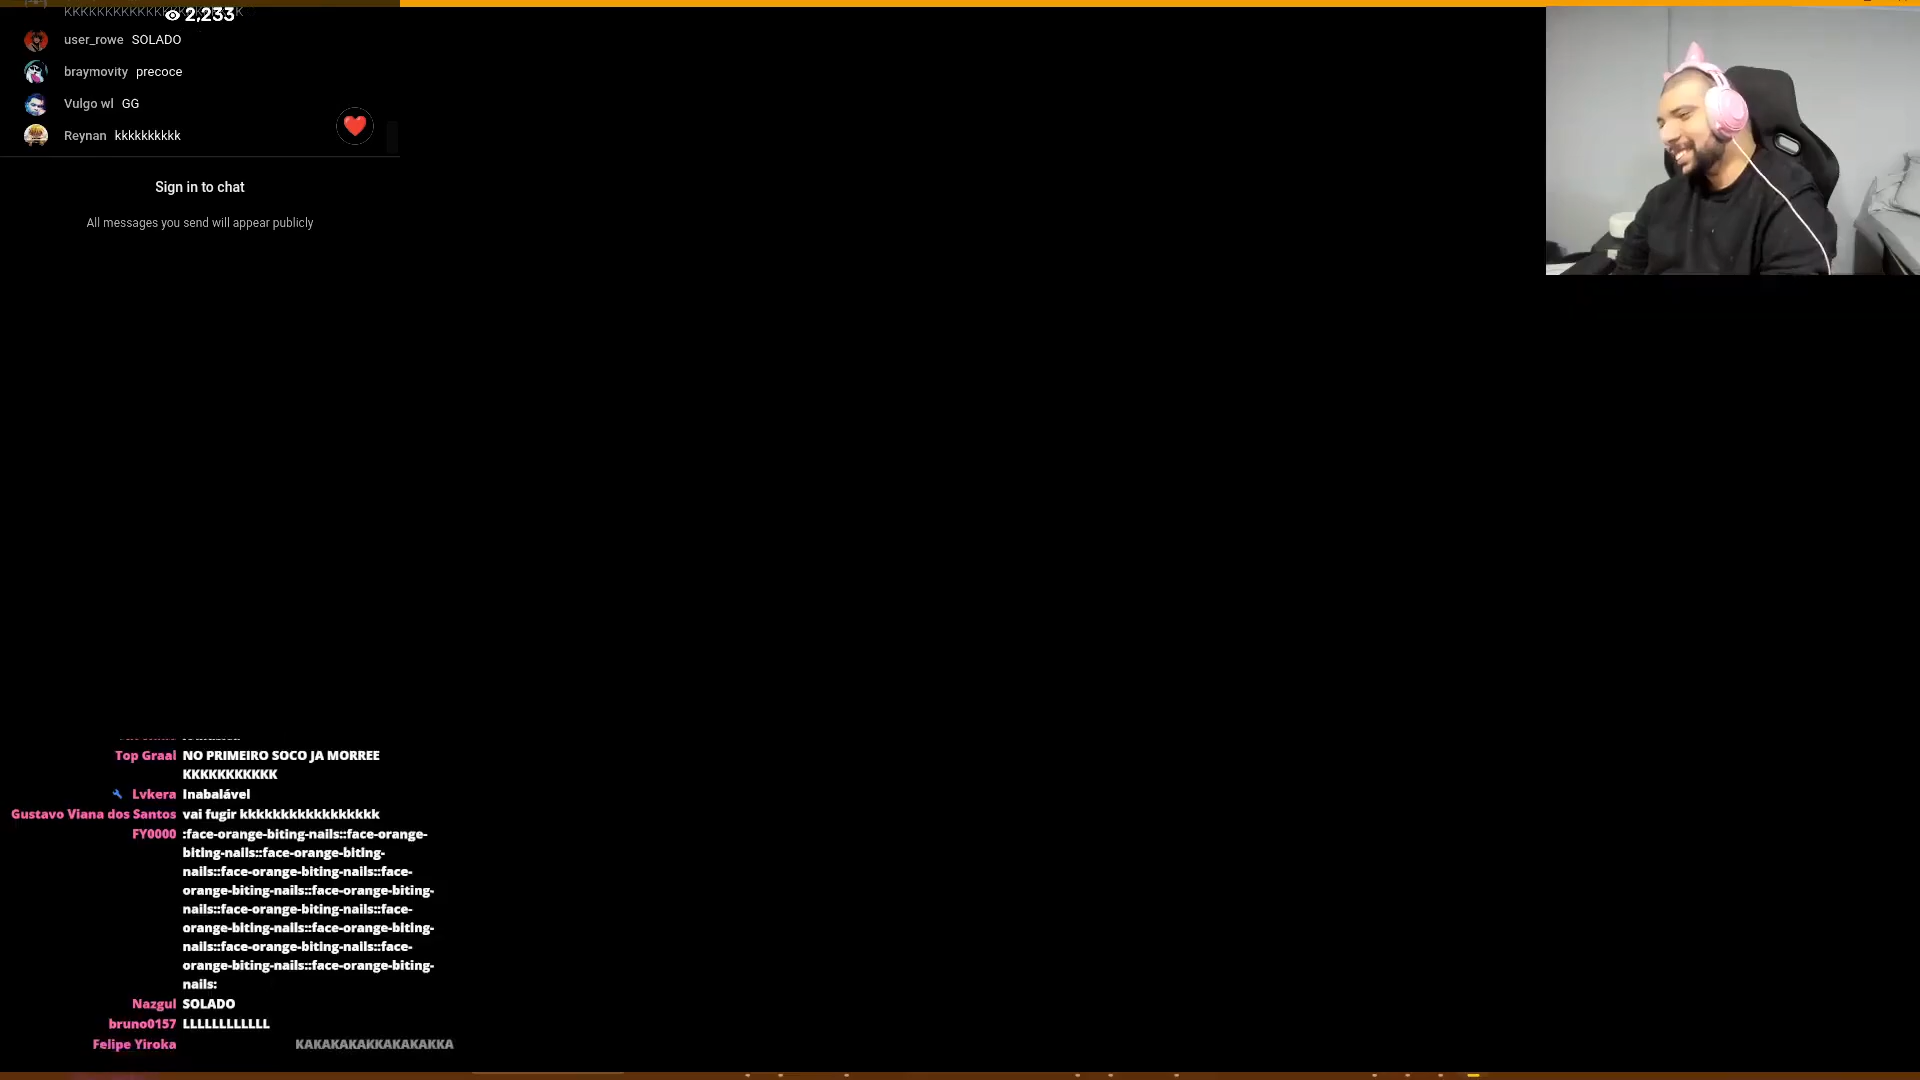 2,233
user_rowe SOLADO
braymovity precoce
Vulgo wl GG
Reynan kkkkkkkkkk
Sign in to chat
All messages you send will appear publicly
Top Graal NO PRIMEIRO SOCO JA MORREE
KKKKKKKKKKK
Lvkera Inabalável
Gustavo Viana dos Santos vai fugir kkkkkkkkkkkkkkkkk
FY0000 :face-orange-biting-nails::face-orange-
biting-nails::face-orange-biting-
nails::face-orange-biting-nails::face-
orange-biting-nails::face-orange-biting-
nails::face-orange-biting-nails::face-
orange-biting-nails::face-orange-biting-
nails::face-orange-biting-nails::face-
orange-biting-nails::face-orange-biting-
nails:
Nazgul SOLADO
bruno0157 LLLLLLLLLLLL
Felipe Yiroka KAKAKAKAKKAKAKAKKA